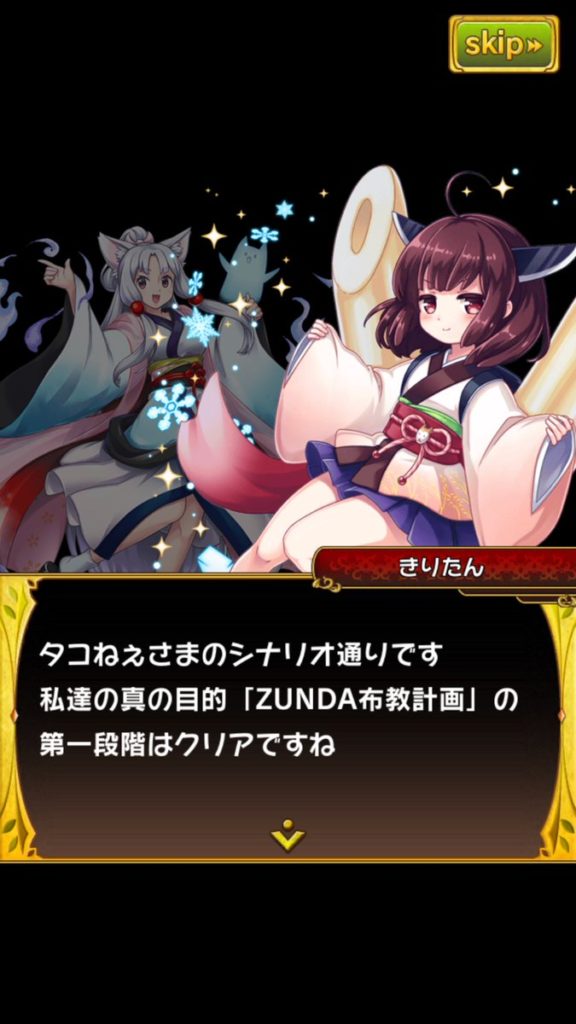 skip
きりたん
タコねぇさまのシナリオ通りです
私達の真の目的「ZUNDA布教計画」の
第一段階はクリアですね